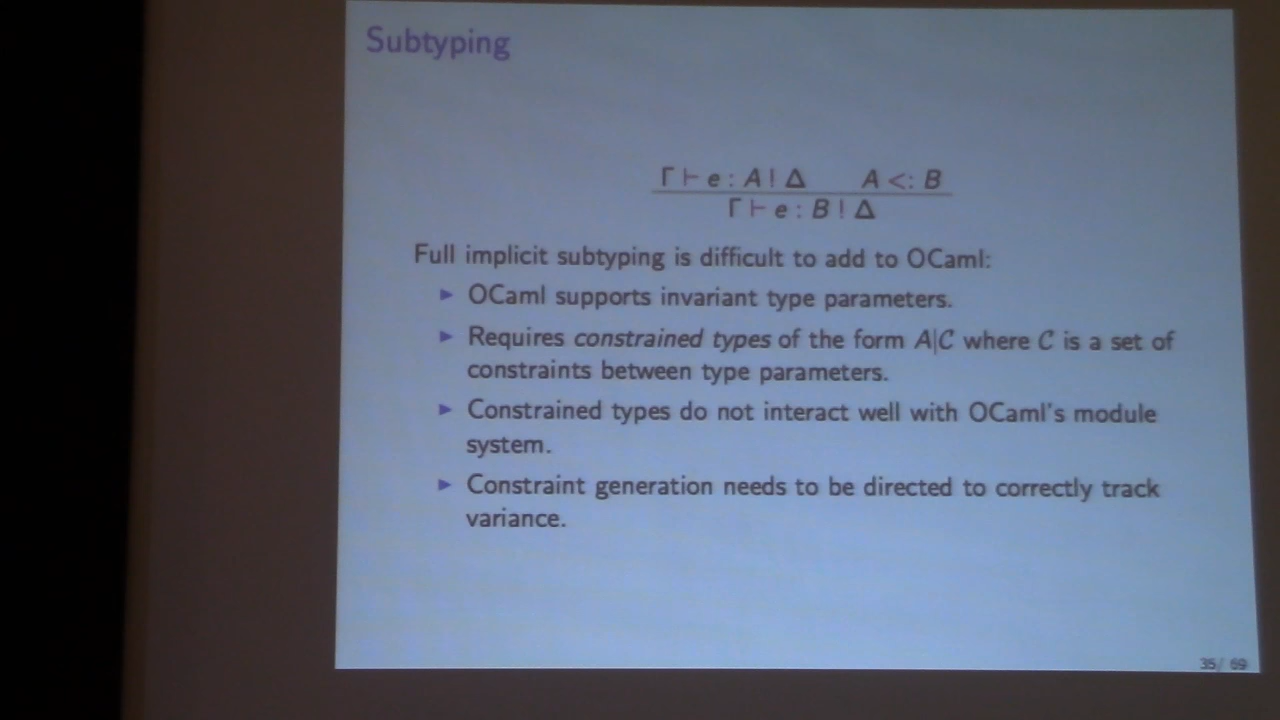 Subtyping
Γ ⊢ e : A ! Δ A <: B
Γ ⊢ e : B ! Δ
Full implicit subtyping is difficult to add to OCaml:
▶ OCaml supports invariant type parameters.
▶ Requires constrained types of the form A|C where C is a set of
constraints between type parameters.
▶ Constrained types do not interact well with OCaml's module
system.
▶ Constraint generation needs to be directed to correctly track
variance.
35/ 69